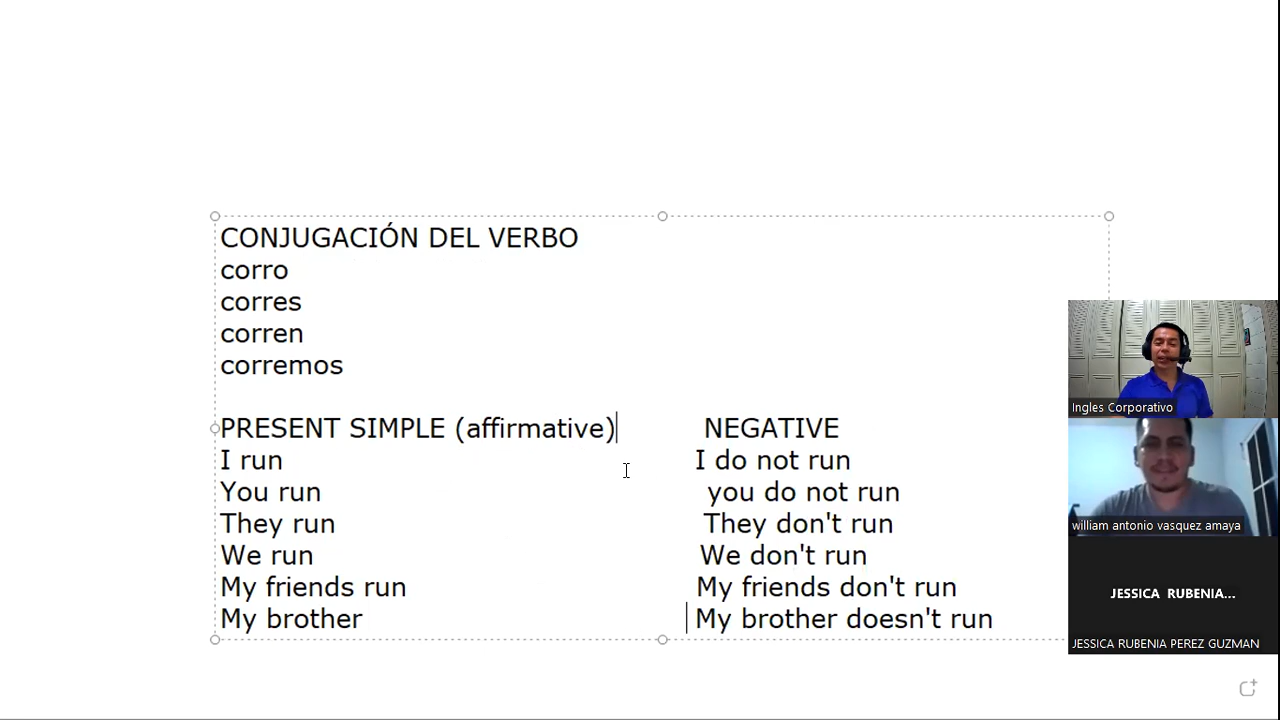 CONJUGACIÓN DEL VERBO
corro
corres
corren
corremos
PRESENT SIMPLE (affirmative) NEGATIVE
I run I do not run
You run you do not run
They run They don't run
We run We don't run
My friends run My friends don't run
My brother My brother doesn't run
Ingles Corporativo
william antonio vasquez amaya
JESSICA RUBENIA...
JESSICA RUBENIA PEREZ GUZMAN